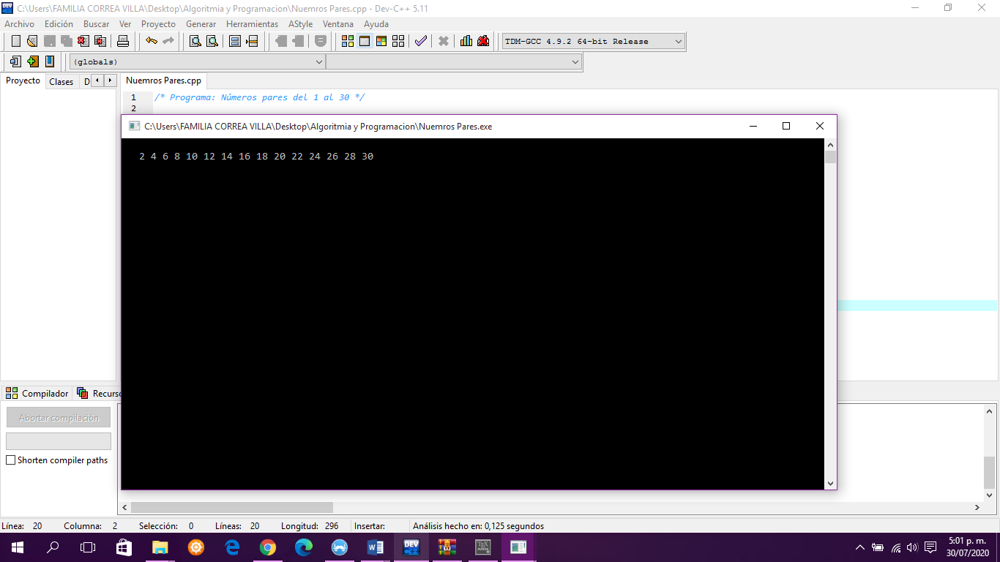 C:\Users\FAMILIA CORREA VILLA\Desktop\Algoritmia y Programacion\Nuemros Pares.cpp - Dev-C++ 5.11
Archivo Edición Buscar Ver Proyecto Generar Herramientas AStyle Ventana Ayuda
TDM-GCC 4.9.2 64-bit Release
(globals)
Proyecto Clases D
Nuemros Pares.cpp
1 /* Programa: Números pares del 1 al 30 */
2
C:\Users\FAMILIA CORREA VILLA\Desktop\Algoritmia y Programacion\Nuemros Pares.exe
2 4 6 8 10 12 14 16 18 20 22 24 26 28 30
Compilador Recurso
Abortar compilación
Shorten compiler paths
Línea: 20 Columna: 2 Selección: 0 Líneas: 20 Longitud: 296 Insertar: Análisis hecho en: 0,125 segundos
DEV
5:01 p. m.
30/07/2020